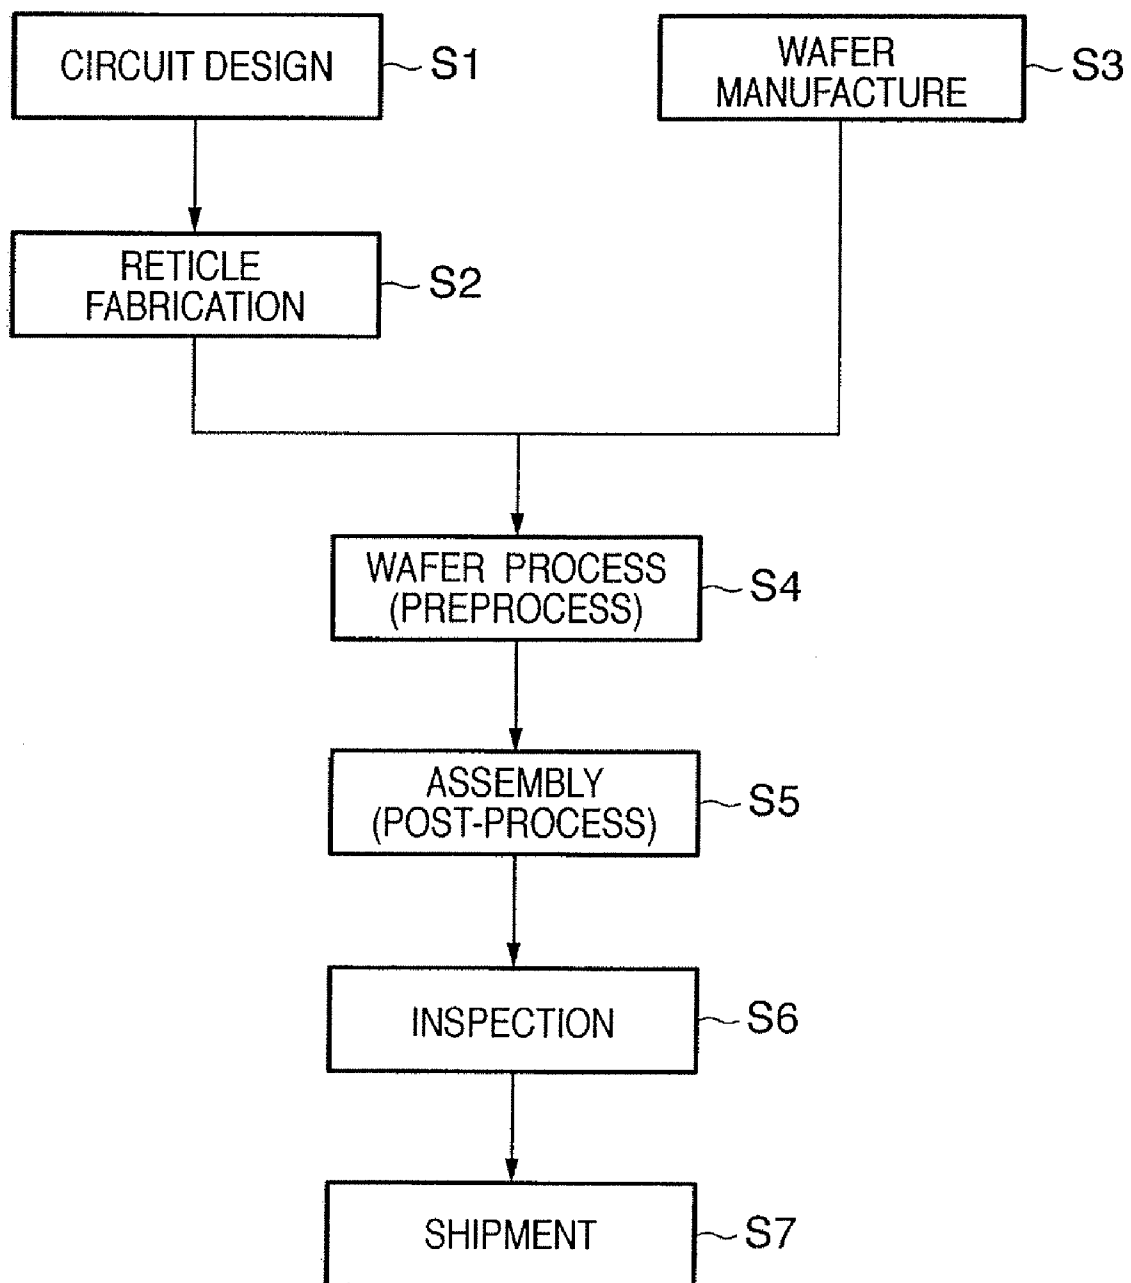 CIRCUIT DESIGN
S1
WAFER
MANUFACTURE
S3
RETICLE
FABRICATION
S2
WAFER PROCESS
(PREPROCESS)
S4
ASSEMBLY
(POST-PROCESS)
S5
INSPECTION
S6
SHIPMENT
S7